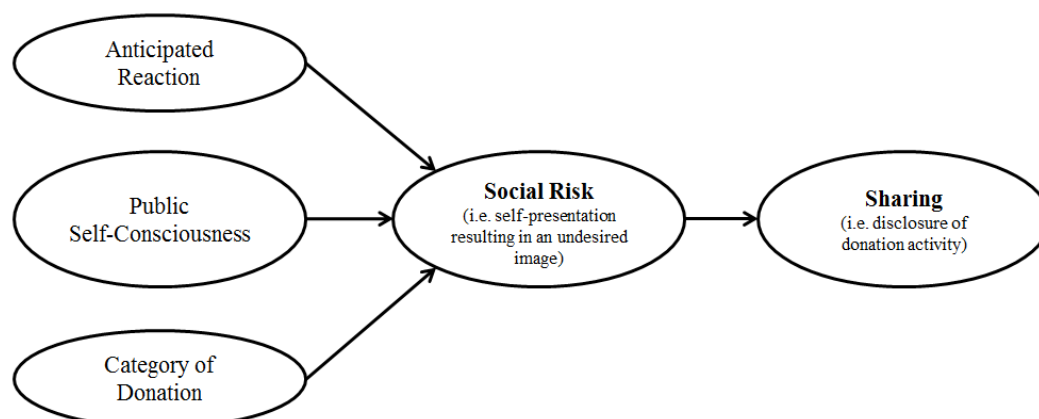 Anticipated
Reaction
Public
Self-Consciousness
Category of
Donation
Social Risk
(i.e. self-presentation
resulting in an undesired
image)
Sharing
(i.e. disclosure of
donation activity)